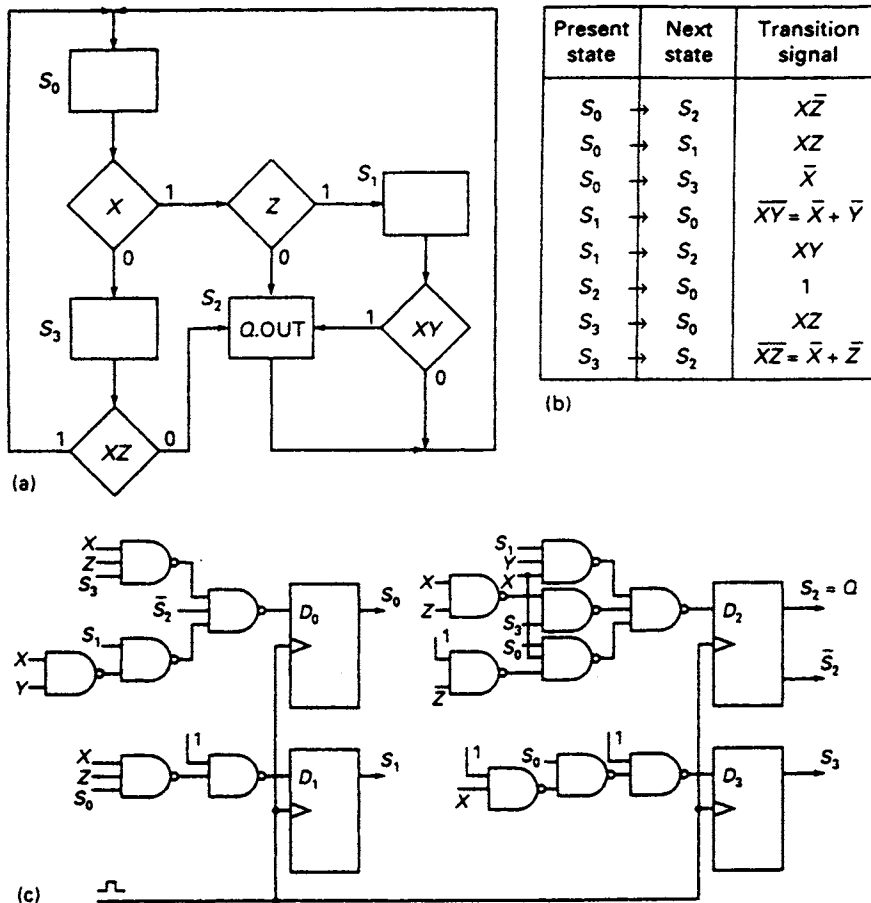 S₀
X
1
0
Z
1
0
S₁
S₃
S₂
Q.OUT
1
XY
0
1
XZ
0
(a)
Present state Next state Transition signal
S₀ → S₂ XZ̅
S₀ → S₁ XZ
S₀ → S₃ X̅
S₁ → S₀ X̅Y̅ = X̅ + Y̅
S₁ → S₂ XY
S₂ → S₀ 1
S₃ → S₀ XZ
S₃ → S₂ X̅Z̅ = X̅ + Z̅
(b)
X
Z
S₃
S̅₂
S₁
X
Y
D₀
S₀
S₁
Y
X
X
Z
S₃
S₀
1
Z̅
D₂
S₂ = Q
S̅₂
X
Z
S₀
1
D₁
S₁
1
X̅
S₀
1
D₃
S₃
(c)